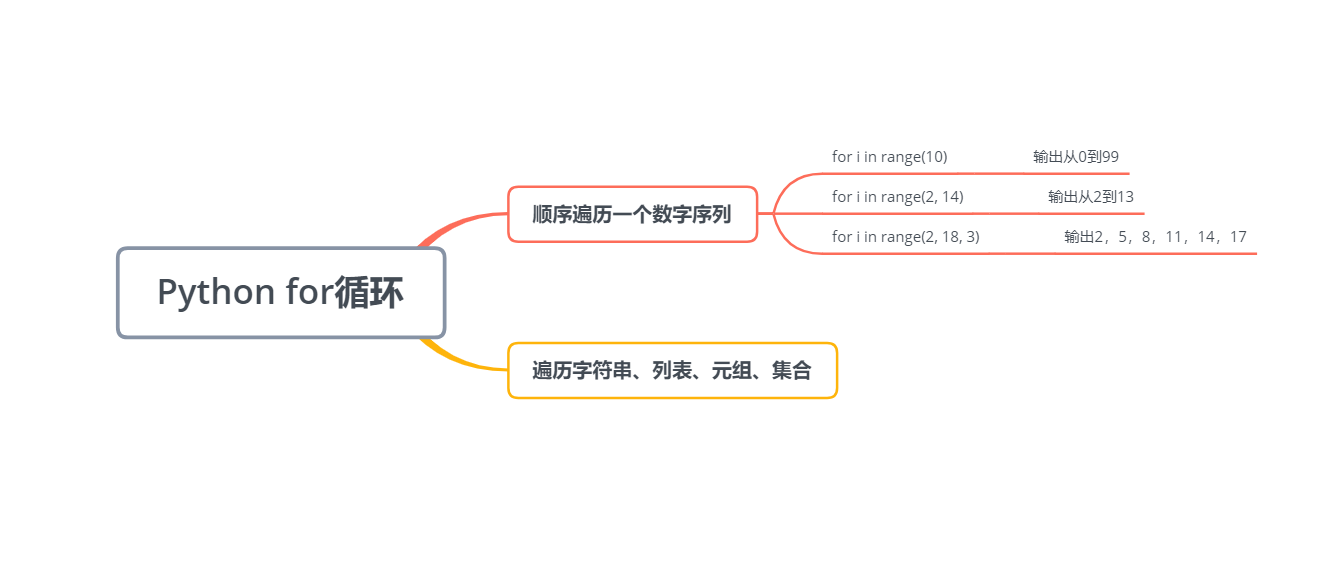 Python for循环
顺序遍历一个数字序列
for i in range(10) 输出从0到99
for i in range(2, 14) 输出从2到13
for i in range(2, 18, 3) 输出2，5，8，11，14，17
遍历字符串、列表、元组、集合